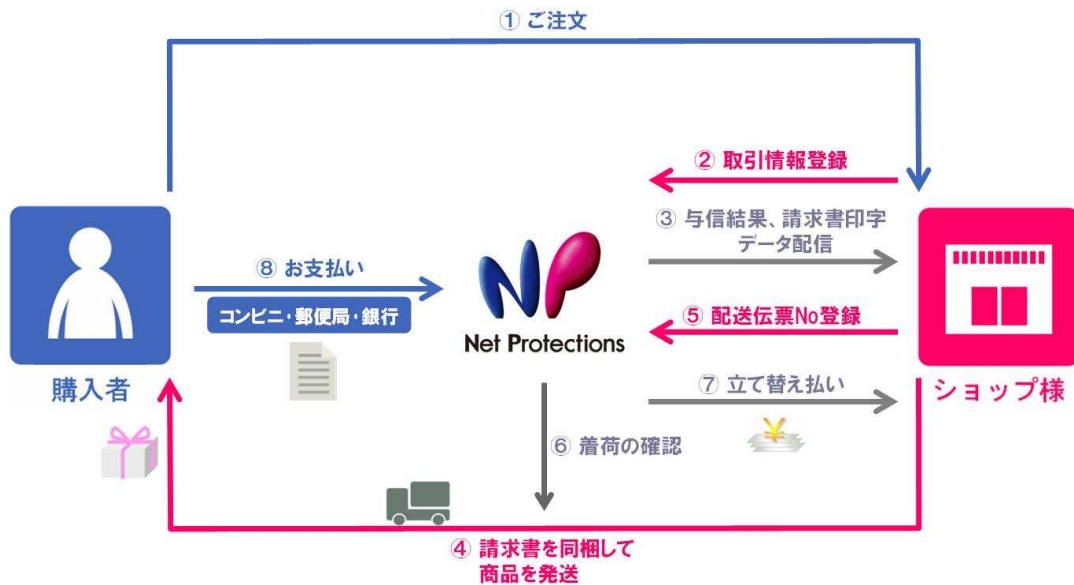 ① ご注文
② 取引情報登録
③ 与信結果、請求書印字
データ配信
⑧ お支払い
コンビニ・郵便局・銀行
NP
Net Protections
⑤ 配送伝票No登録
購入者
⑦ 立て替え払い
ショップ様
¥
⑥ 着荷の確認
④ 請求書を同梱して
商品を発送